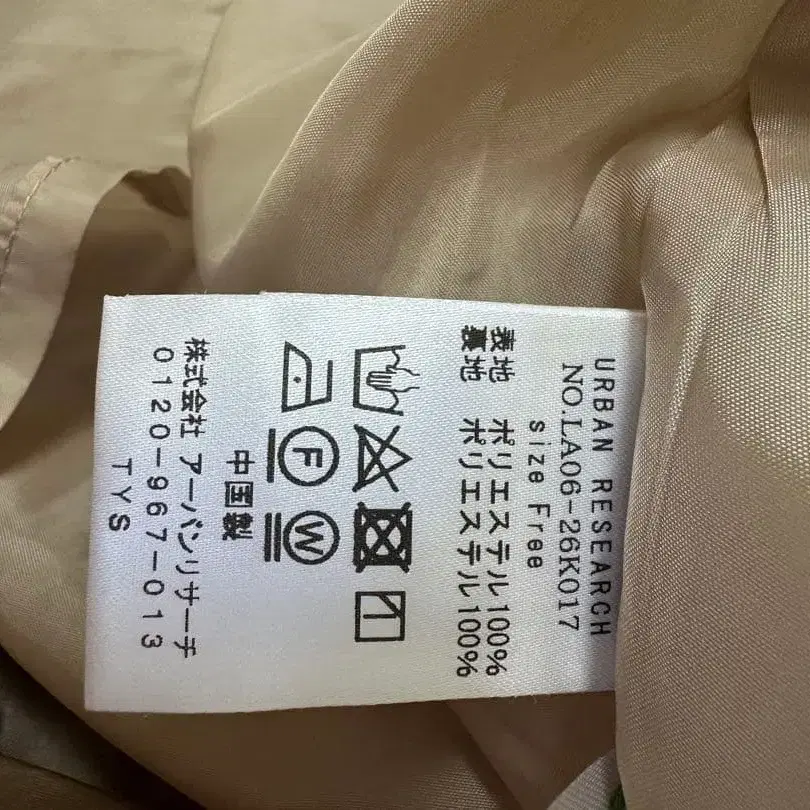 URBAN RESEARCH
NO.LA06-26K017
size Free
表地 ポリエステル100%
裏地 ポリエステル100%
F W
中国製
株式会社 アーバンリサーチ
0120-967-013
TYS